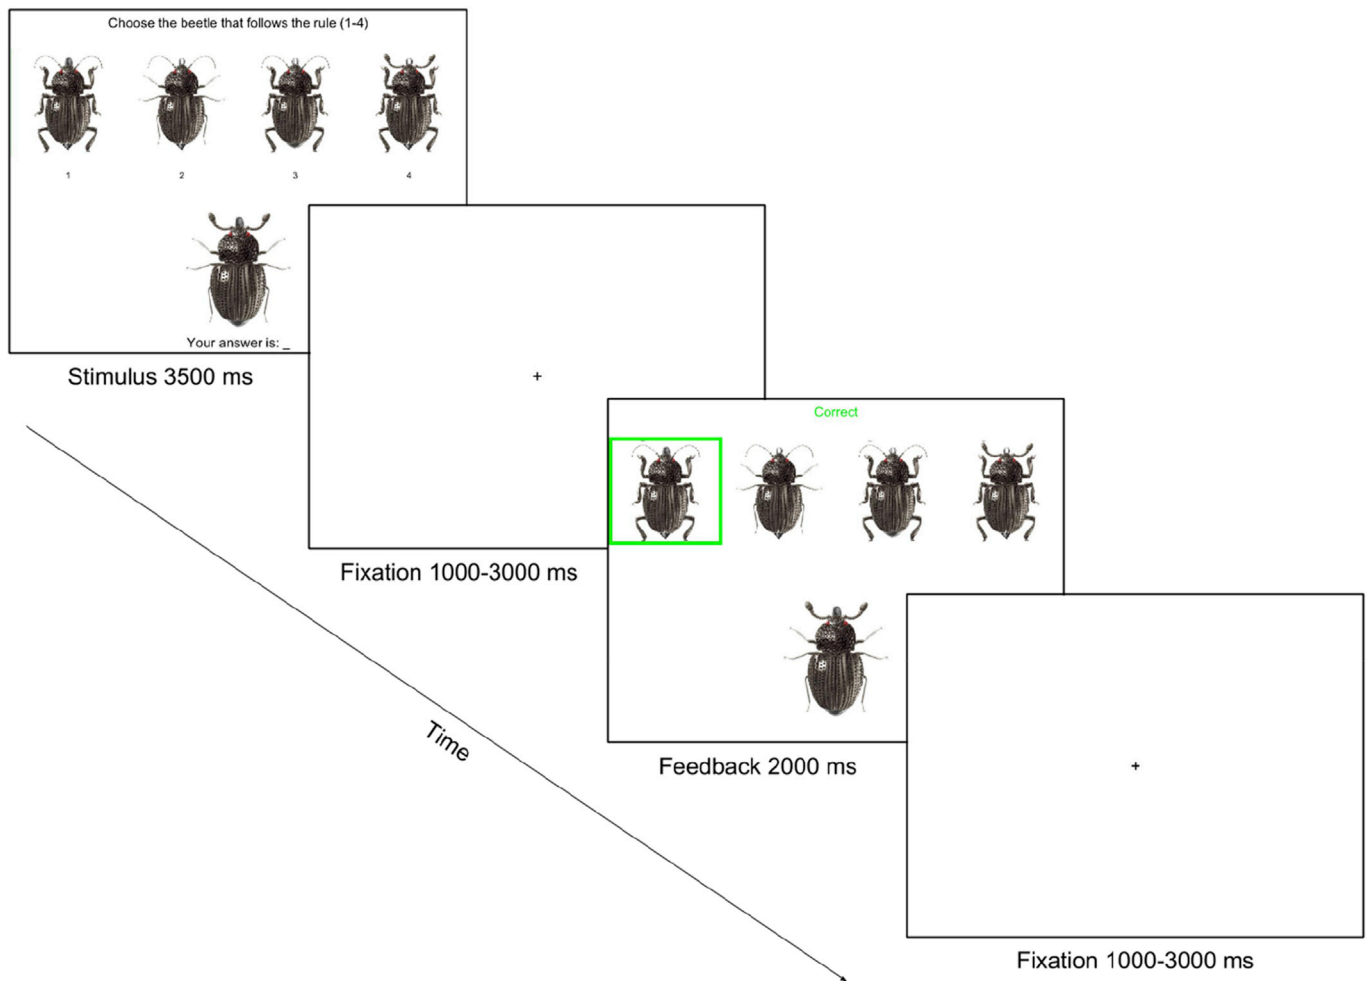 Choose the beetle that follows the rule (1-4)
1 2 3 4
Your answer is: _
Stimulus 3500 ms
+
Fixation 1000-3000 ms
Correct
Feedback 2000 ms
+
Fixation 1000-3000 ms
Time